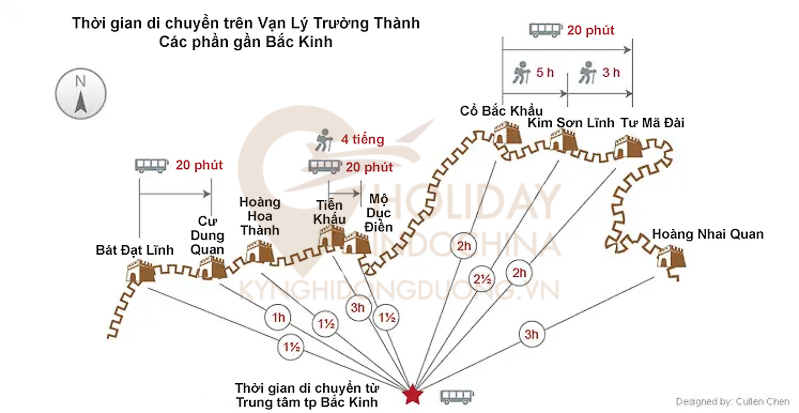 Thời gian di chuyển trên Vạn Lý Trường Thành
Các phần gần Bắc Kinh
N
20 phút
5 h
3 h
Cổ Bắc Khẩu
Kim Sơn Lĩnh
Tư Mã Đài
4 tiếng
20 phút
20 phút
Hoàng
Hoa
Thành
Tiễn
Khấu
Mộ
Dục
Điền
Cư
Dung
Quan
Bát Đạt Lĩnh
Hoàng Nhai Quan
HOLIDAY
INDOCHINA
KYNGHIDONGDUONG.VN
2h
2½
2h
1h
1½
3h
1½
3h
1½
Thời gian di chuyển từ
Trung tâm tp Bắc Kinh
Designed by: Cullen Chen